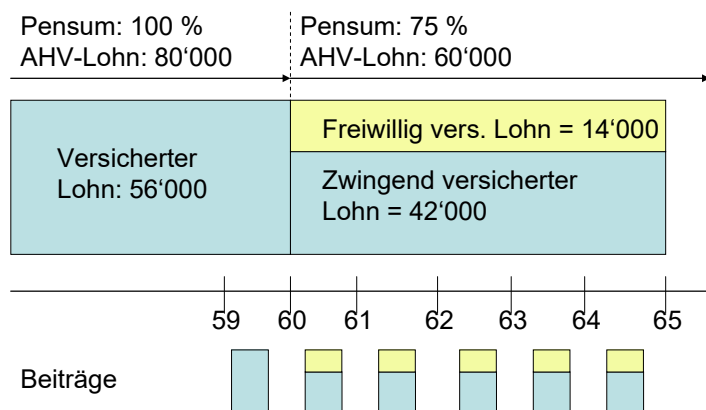 Pensum: 100 %
AHV-Lohn: 80‘000
Pensum: 75 %
AHV-Lohn: 60‘000
Versicherter
Lohn: 56‘000
Freiwillig vers. Lohn = 14‘000
Zwingend versicherter
Lohn = 42‘000
59 60 61 62 63 64 65
Beiträge